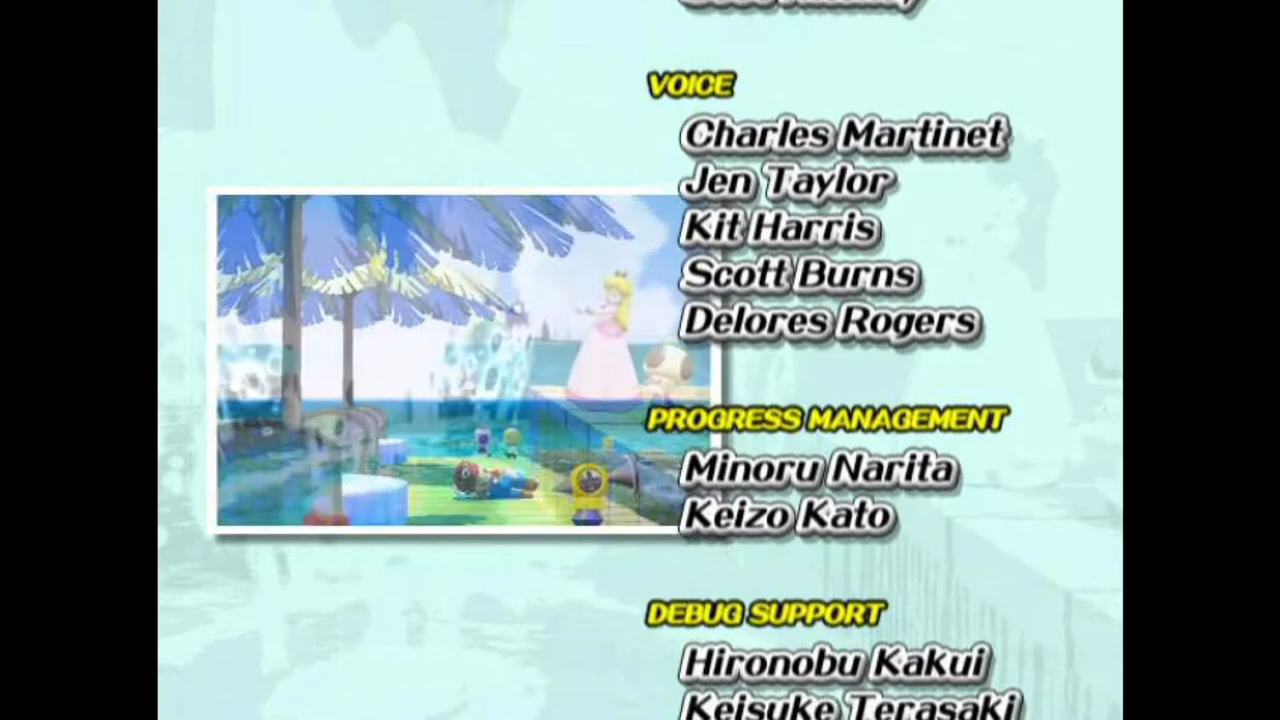 VOICE
Charles Martinet
Jen Taylor
Kit Harris
Scott Burns
Delores Rogers
PROGRESS MANAGEMENT
Minoru Narita
Keizo Kato
DEBUG SUPPORT
Hironobu Kakui
Keisuke Terasaki